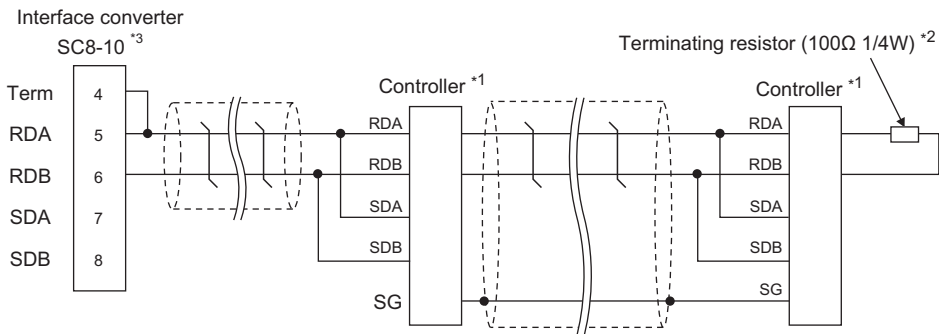 Interface converter
SC8-10 *3
Terminating resistor (100Ω 1/4W) *2
Controller *1
Controller *1
Term 4
RDA 5 RDA RDA
RDB 6 RDB RDB
SDA 7 SDA SDA
SDB 8 SDB SDB
SG SG